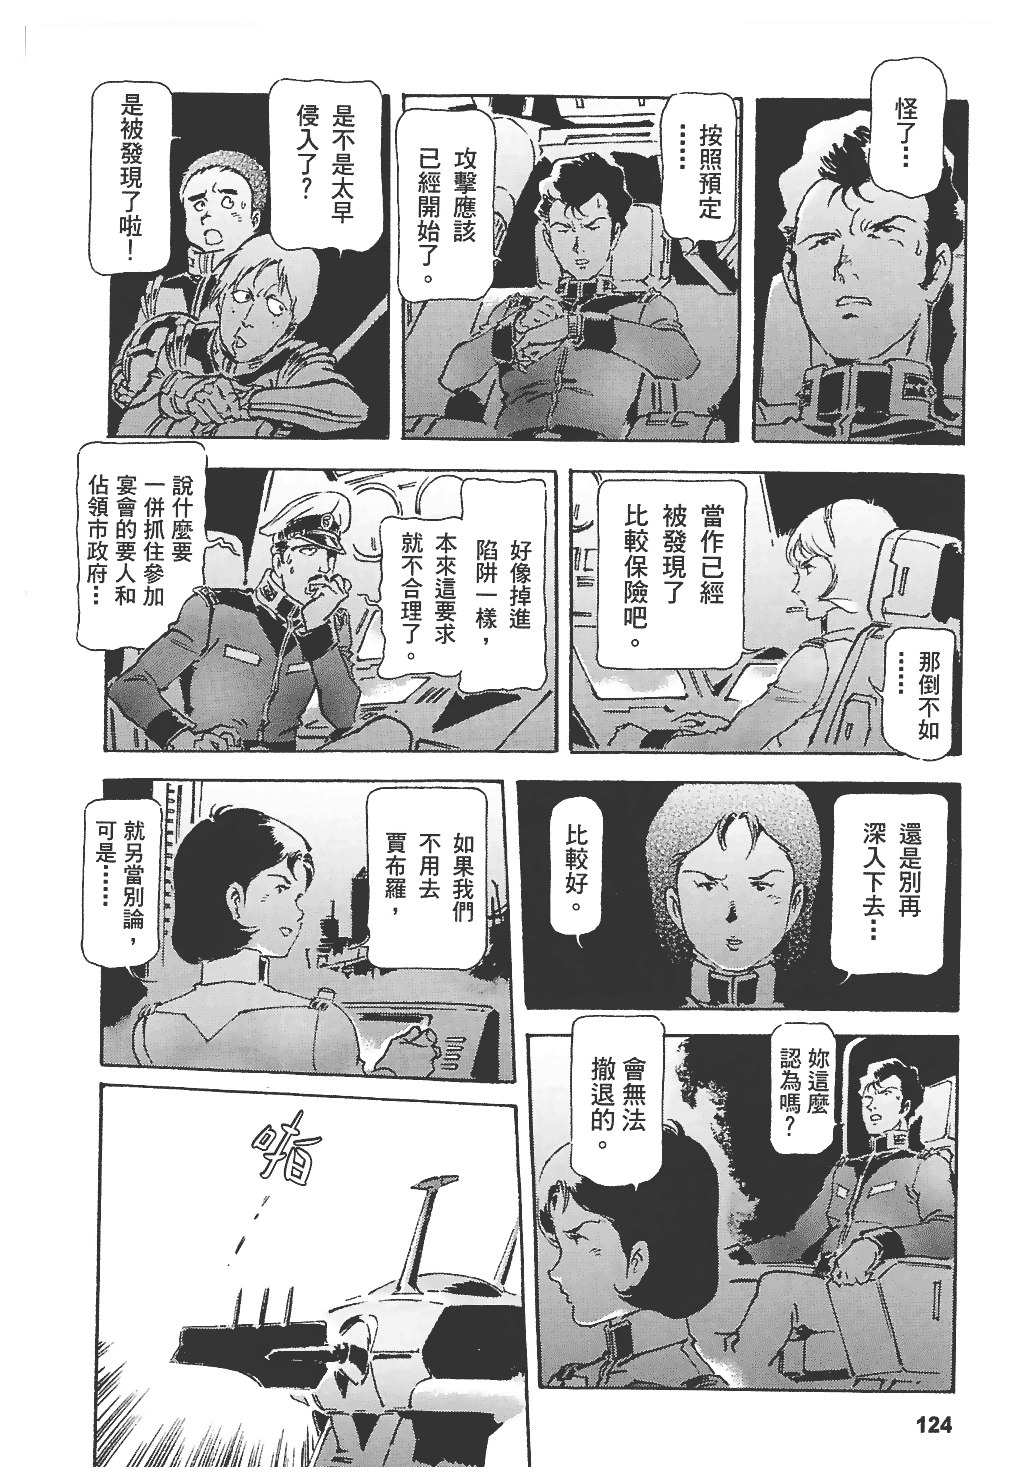 怪了…
按照預定
……
攻擊應該
已經開始了。
是不是太早
侵入了？
是被發現了啦！
那倒不如
……
當作已經
被發現了
比較保險吧。
好像掉進
陷阱一樣，
本來這要求
就不合理了。
說什麼要
一併抓住參加
宴會的要人和
佔領市政府…
還是別再
深入下去…
比較好。
如果我們
不用去
賈布羅，
就另當別論，
可是……
妳這麼
認為嗎？
會無法
撤退的。
啪
124